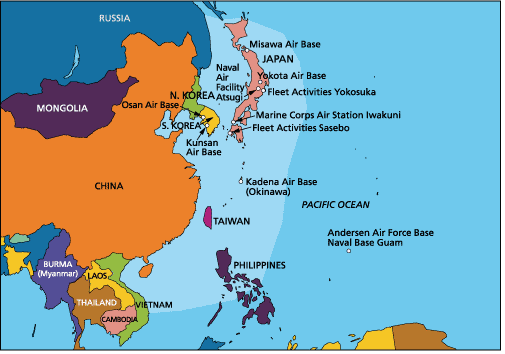 RUSSIA
Misawa Air Base
JAPAN
Naval
Air
Facility
Atsugi
Yokota Air Base
Fleet Activities Yokosuka
N. KOREA
MONGOLIA
Osan Air Base
Marine Corps Air Station Iwakuni
S. KOREA
Fleet Activities Sasebo
Kunsan
Air Base
CHINA
Kadena Air Base
(Okinawa)
PACIFIC OCEAN
TAIWAN
Andersen Air Force Base
Naval Base Guam
BURMA
(Myanmar)
PHILIPPINES
LAOS
THAILAND
VIETNAM
CAMBODIA